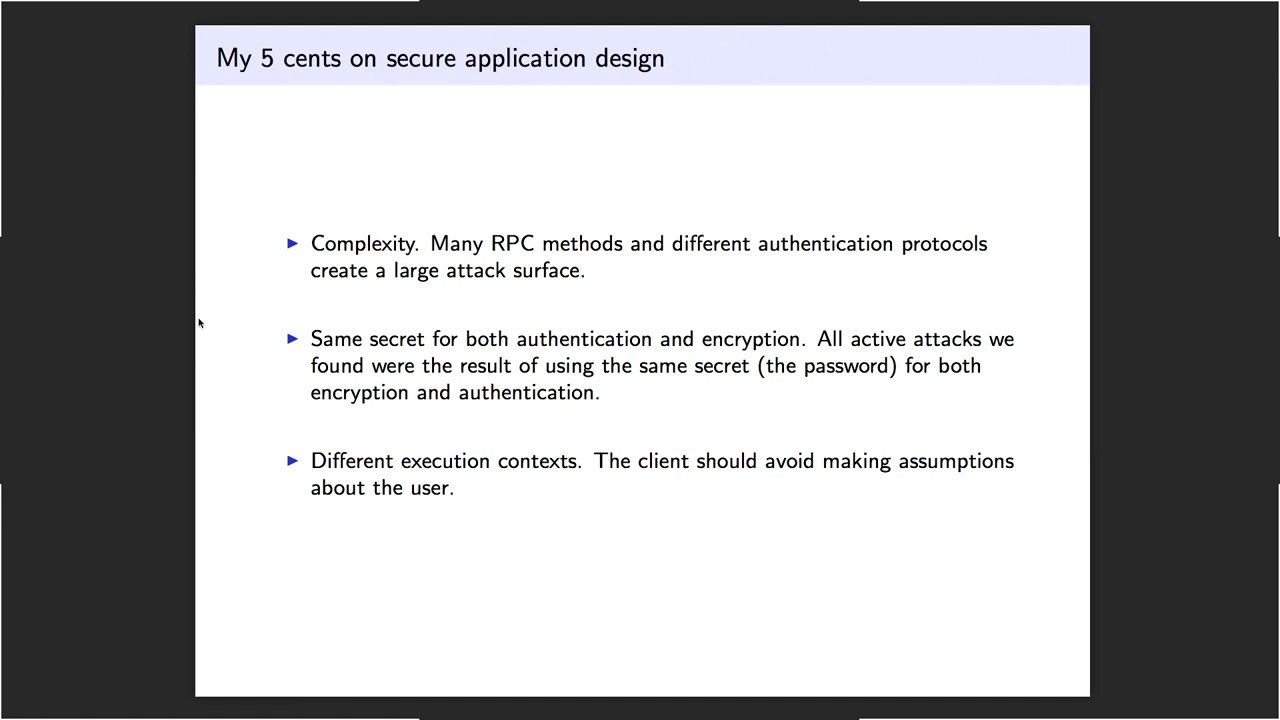 My 5 cents on secure application design
Complexity. Many RPC methods and different authentication protocols
create a large attack surface.
Same secret for both authentication and encryption. All active attacks we
found were the result of using the same secret (the password) for both
encryption and authentication.
Different execution contexts. The client should avoid making assumptions
about the user.